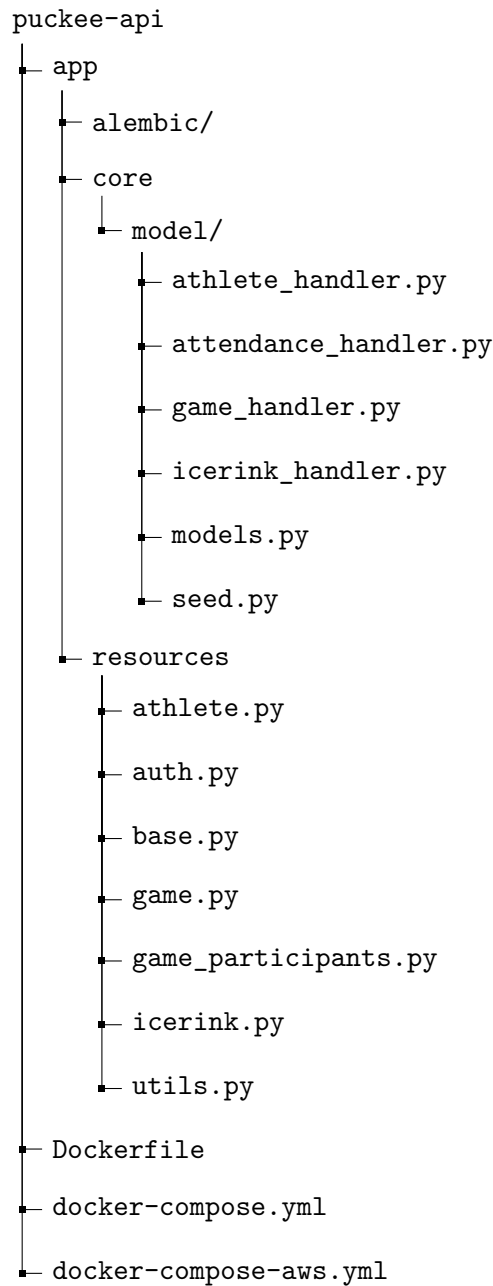 puckee-api
app
alembic/
core
model/
athlete_handler.py
attendance_handler.py
game_handler.py
icerink_handler.py
models.py
seed.py
resources
athlete.py
auth.py
base.py
game.py
game_participants.py
icerink.py
utils.py
Dockerfile
docker-compose.yml
docker-compose-aws.yml